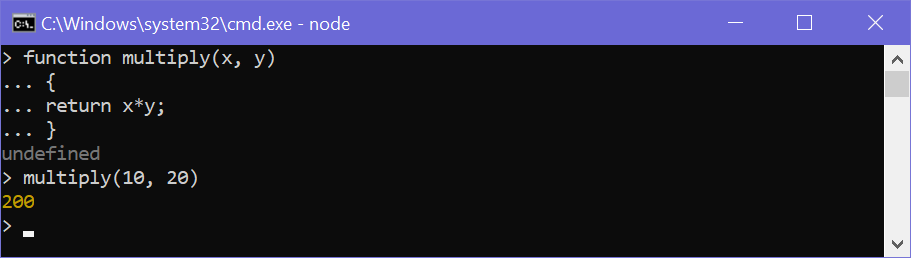 C:\Windows\system32\cmd.exe - node
> function multiply(x, y)
... {
... return x*y;
... }
undefined
> multiply(10, 20)
200
>